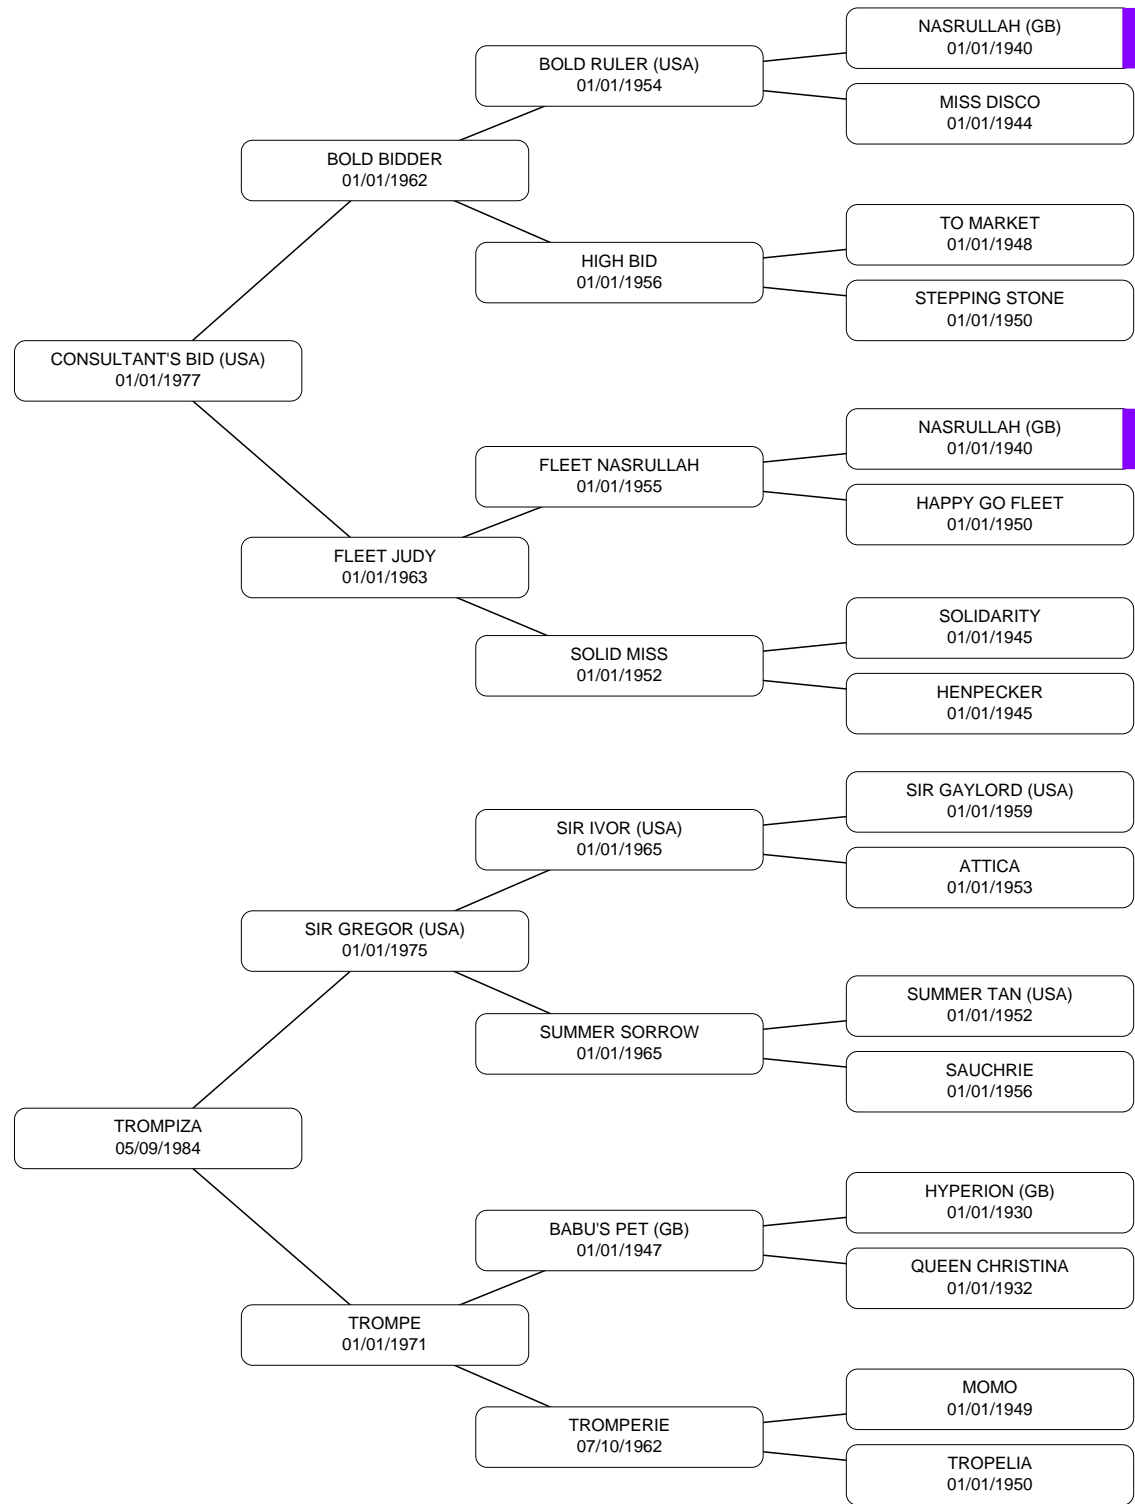 NASRULLAH (GB)
01/01/1940
BOLD RULER (USA)
01/01/1954
MISS DISCO
01/01/1944
BOLD BIDDER
01/01/1962
TO MARKET
01/01/1948
HIGH BID
01/01/1956
STEPPING STONE
01/01/1950
CONSULTANT'S BID (USA)
01/01/1977
NASRULLAH (GB)
01/01/1940
FLEET NASRULLAH
01/01/1955
HAPPY GO FLEET
01/01/1950
FLEET JUDY
01/01/1963
SOLIDARITY
01/01/1945
SOLID MISS
01/01/1952
HENPECKER
01/01/1945
SIR GAYLORD (USA)
01/01/1959
SIR IVOR (USA)
01/01/1965
ATTICA
01/01/1953
SIR GREGOR (USA)
01/01/1975
SUMMER TAN (USA)
01/01/1952
SUMMER SORROW
01/01/1965
SAUCHRIE
01/01/1956
TROMPIZA
05/09/1984
HYPERION (GB)
01/01/1930
BABU'S PET (GB)
01/01/1947
QUEEN CHRISTINA
01/01/1932
TROMPE
01/01/1971
MOMO
01/01/1949
TROMPERIE
07/10/1962
TROPELIA
01/01/1950